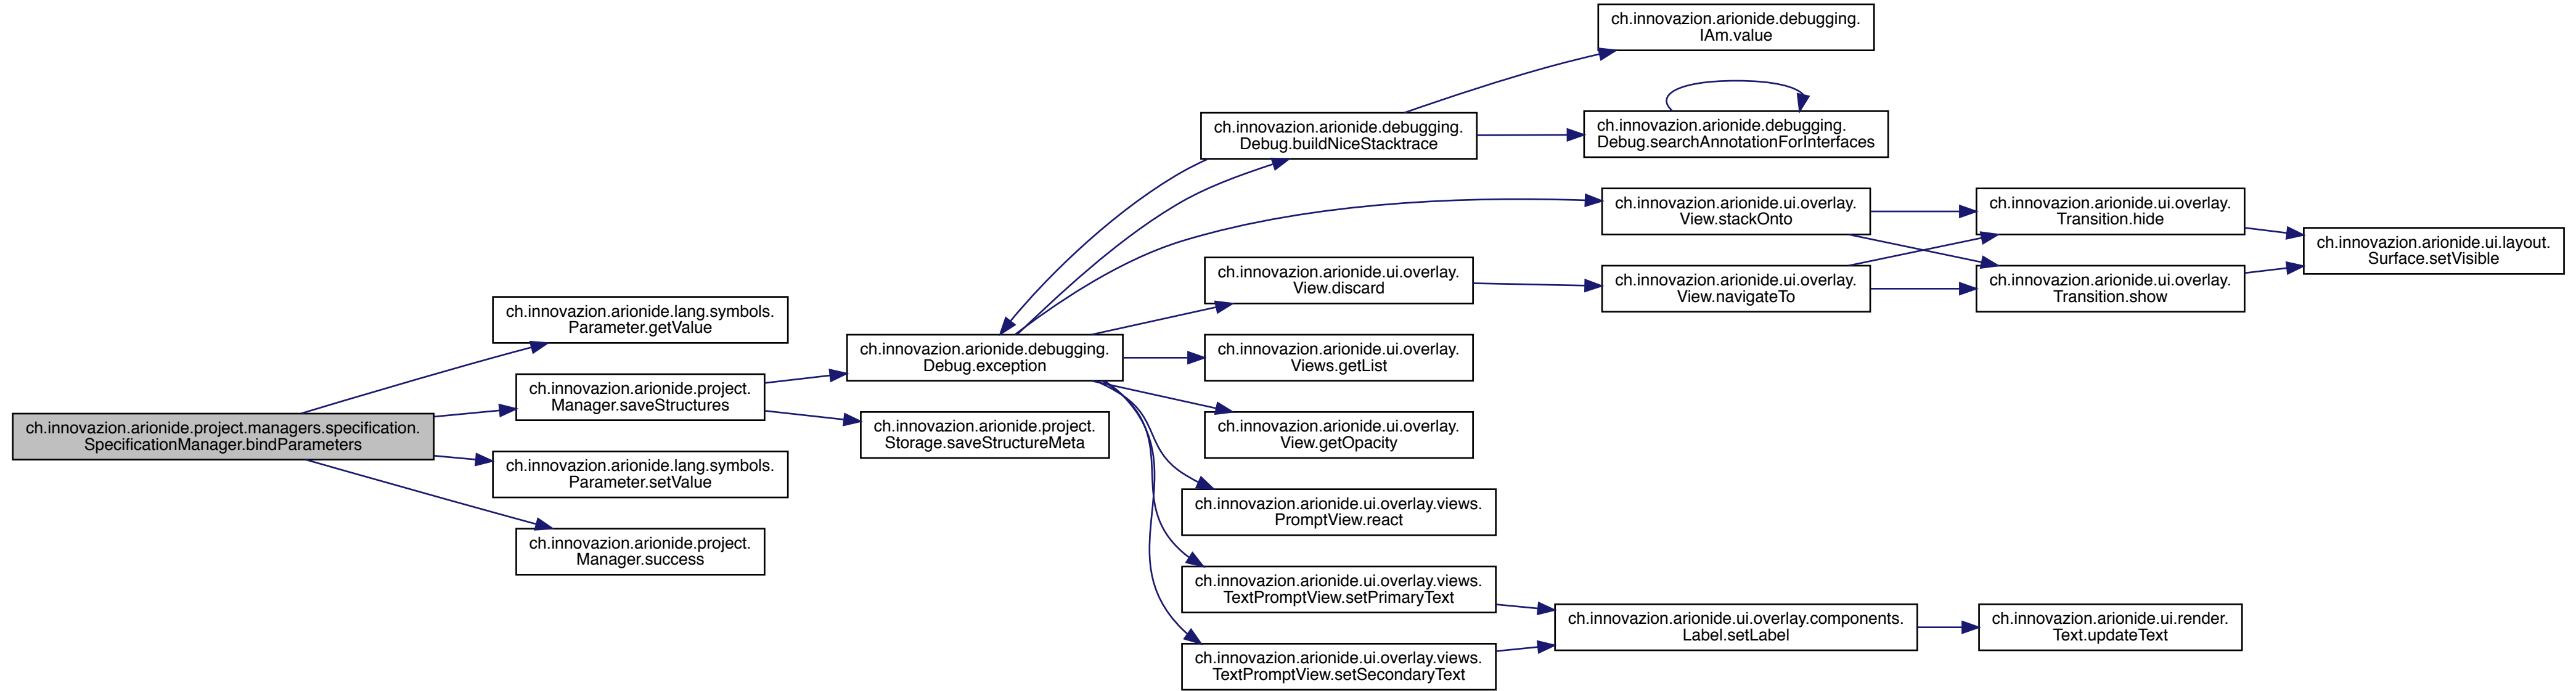 ch.innovazion.arionide.project.managers.specification.
SpecificationManager.bindParameters
ch.innovazion.arionide.lang.symbols.
Parameter.getValue
ch.innovazion.arionide.project.
Manager.saveStructures
ch.innovazion.arionide.lang.symbols.
Parameter.setValue
ch.innovazion.arionide.project.
Manager.success
ch.innovazion.arionide.debugging.
Debug.exception
ch.innovazion.arionide.project.
Storage.saveStructureMeta
ch.innovazion.arionide.debugging.
Debug.buildNiceStacktrace
ch.innovazion.arionide.ui.overlay.
View.discard
ch.innovazion.arionide.ui.overlay.
Views.getList
ch.innovazion.arionide.ui.overlay.
View.getOpacity
ch.innovazion.arionide.ui.overlay.views.
PromptView.react
ch.innovazion.arionide.ui.overlay.views.
TextPromptView.setPrimaryText
ch.innovazion.arionide.ui.overlay.views.
TextPromptView.setSecondaryText
ch.innovazion.arionide.debugging.
IAm.value
ch.innovazion.arionide.debugging.
Debug.searchAnnotationForInterfaces
ch.innovazion.arionide.ui.overlay.
View.stackOnto
ch.innovazion.arionide.ui.overlay.
View.navigateTo
ch.innovazion.arionide.ui.overlay.components.
Label.setLabel
ch.innovazion.arionide.ui.overlay.
Transition.hide
ch.innovazion.arionide.ui.overlay.
Transition.show
ch.innovazion.arionide.ui.render.
Text.updateText
ch.innovazion.arionide.ui.layout.
Surface.setVisible